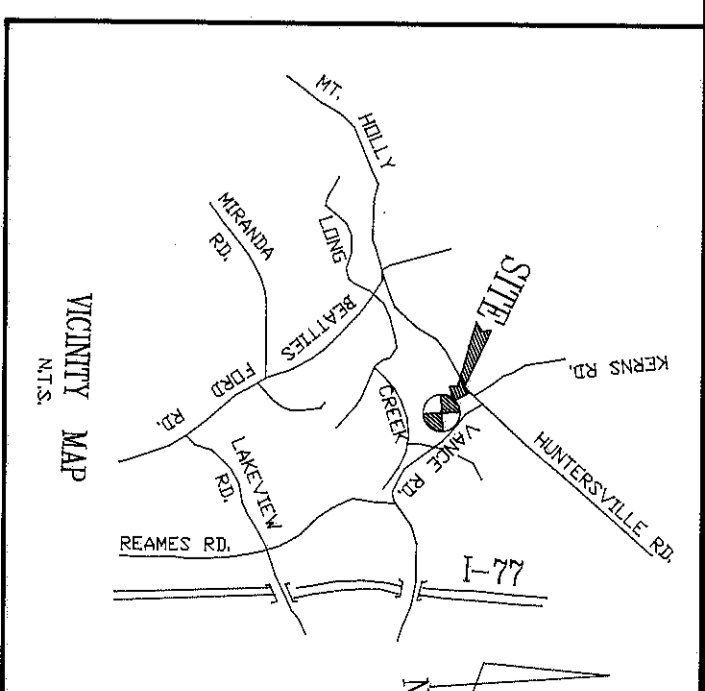 MT. HOLLY
HUNTERSVILLE RD.
MIRANDA
RD.
LONG
CREEK
BEATTIES
FORD
RD.
SITE
KERNS RD.
VANCE RD.
LAKEVIEW
RD.
REAMES RD.
I-77
VICINITY MAP
N.T.S.
N